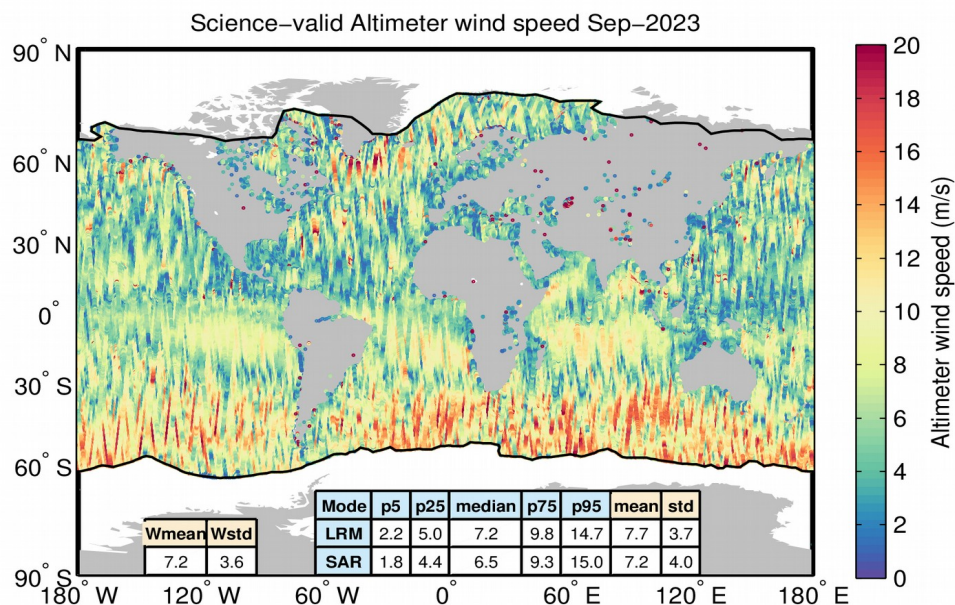 Science−valid Altimeter wind speed Sep−2023
90° N
60° N
30° N
0°
30° S
60° S
90° S
180° W
120° W
60° W
0°
60° E
120° E
180° E
Mode p5 p25 median p75 p95 mean std
LRM 2.2 5.0 7.2 9.8 14.7 7.7 3.7
SAR 1.8 4.4 6.5 9.3 15.0 7.2 4.0
Wmean Wstd
7.2 3.6
20
18
16
14
12
10
8
6
4
2
0
Altimeter wind speed (m/s)